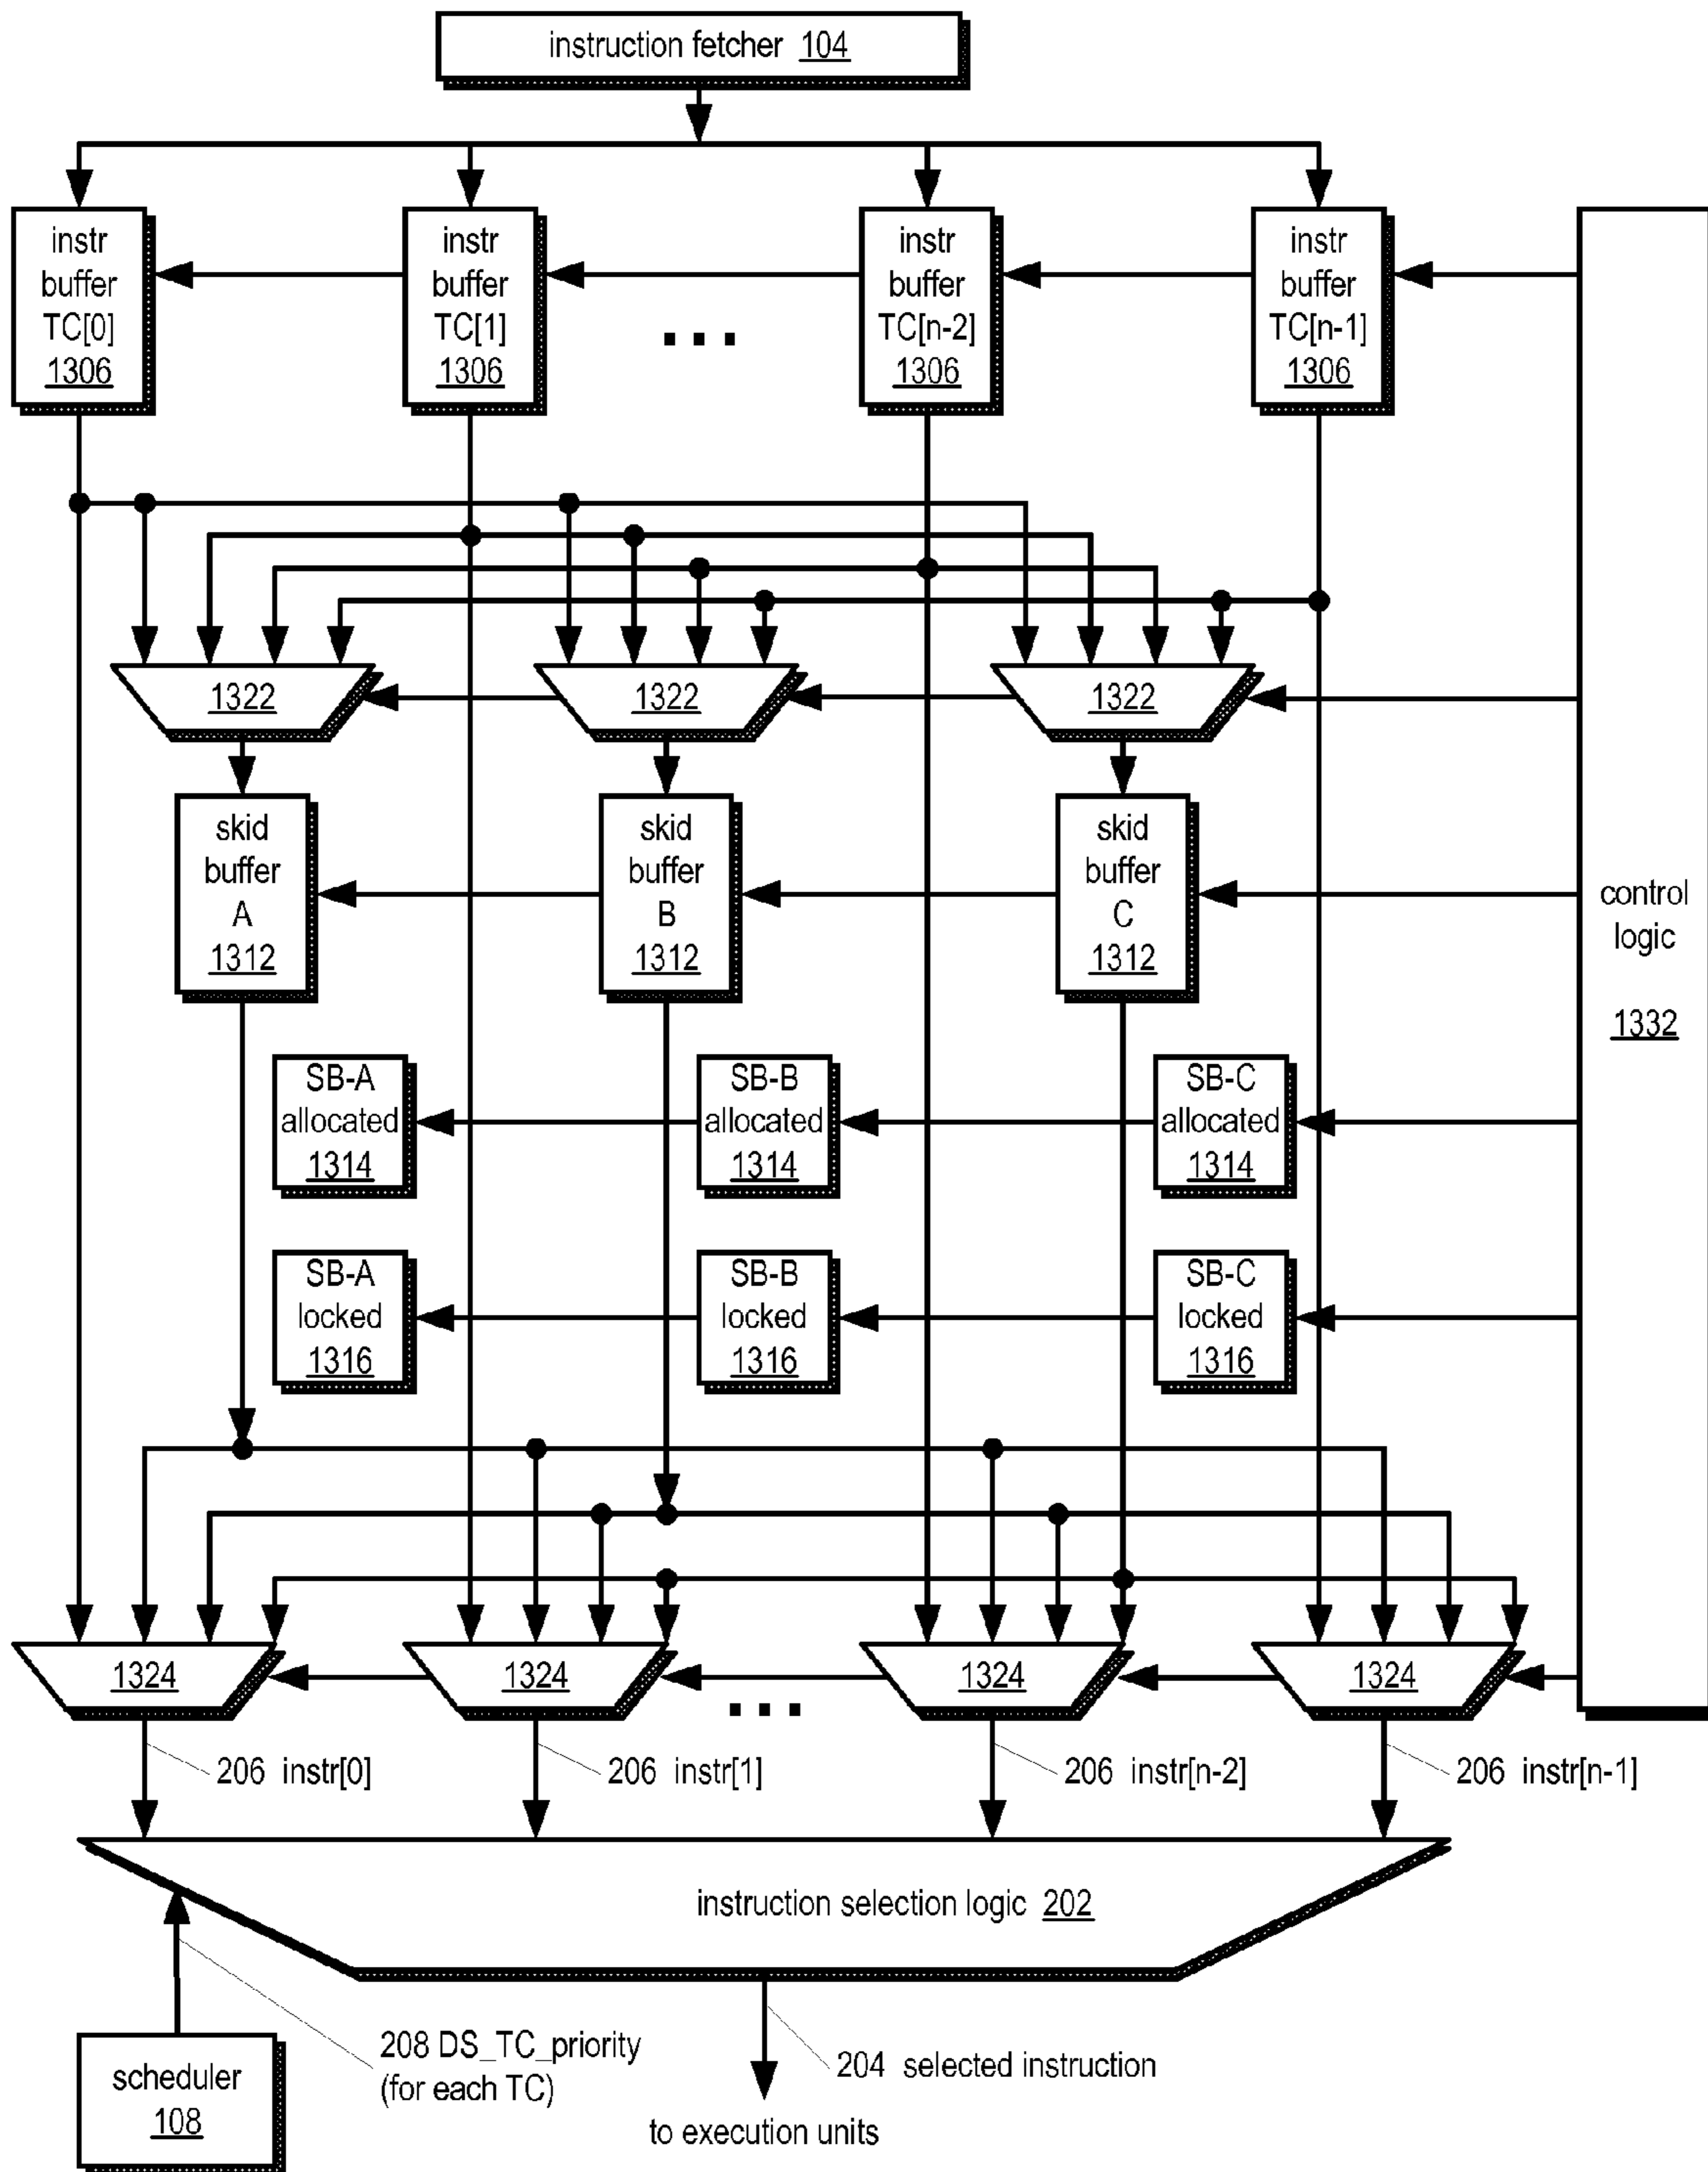 instruction fetcher 104
instr
buffer
TC[0]
1306
instr
buffer
TC[1]
1306
instr
buffer
TC[n-2]
1306
instr
buffer
TC[n-1]
1306
...
1322
1322
1322
skid
buffer
A
1312
skid
buffer
B
1312
skid
buffer
C
1312
control
logic
1332
SB-A
allocated
1314
SB-B
allocated
1314
SB-C
allocated
1314
SB-A
locked
1316
SB-B
locked
1316
SB-C
locked
1316
1324
1324
1324
1324
...
206 instr[0]
206 instr[1]
206 instr[n-2]
206 instr[n-1]
instruction selection logic 202
208 DS_TC_priority
(for each TC)
204 selected instruction
scheduler
108
to execution units